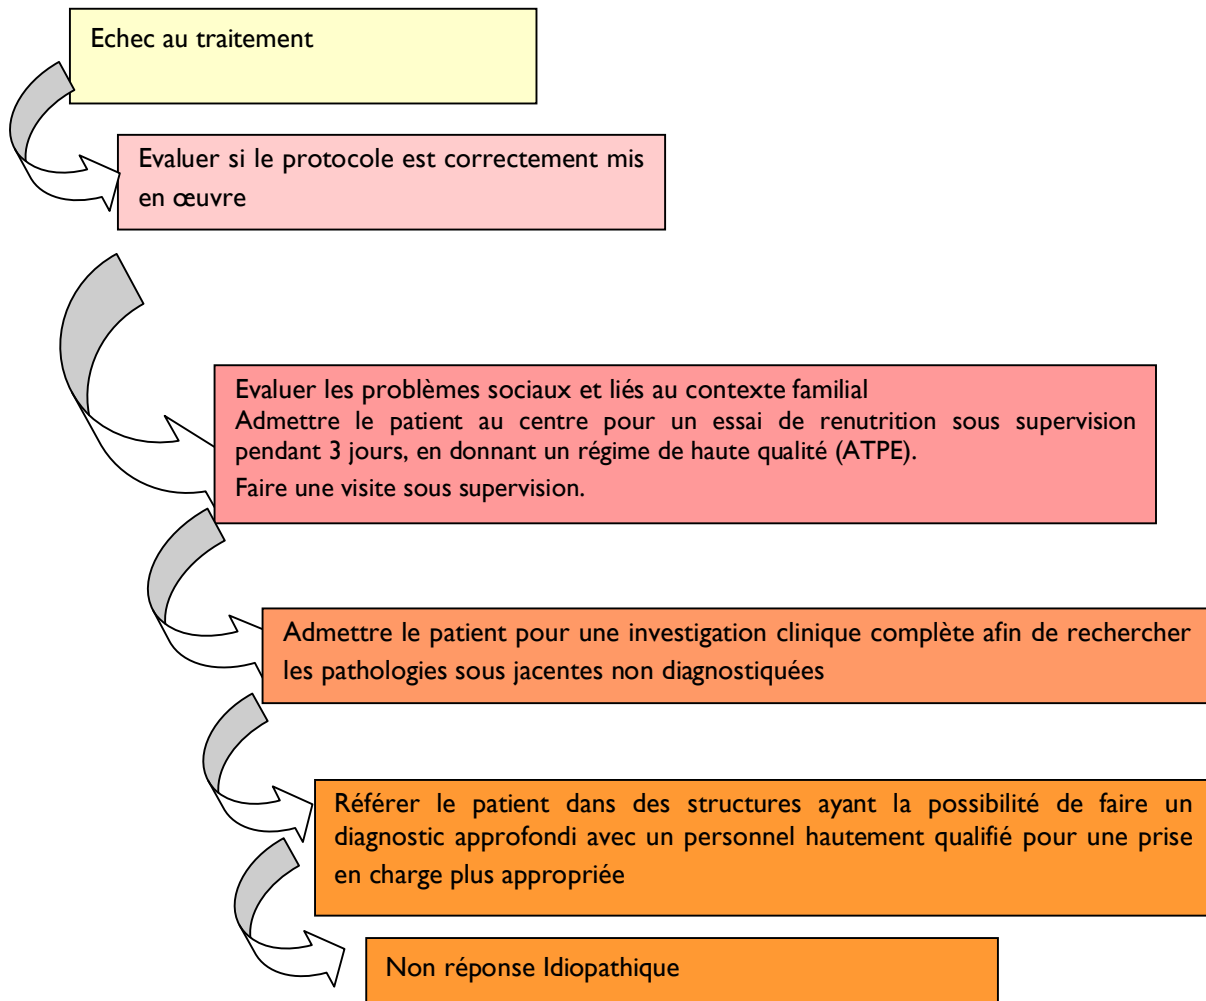 Echec au traitement
Evaluer si le protocole est correctement mis
en œuvre
Evaluer les problèmes sociaux et liés au contexte familial
Admettre le patient au centre pour un essai de renutrition sous supervision
pendant 3 jours, en donnant un régime de haute qualité (ATPE).
Faire une visite sous supervision.
Admettre le patient pour une investigation clinique complète afin de rechercher
les pathologies sous jacentes non diagnostiquées
Référer le patient dans des structures ayant la possibilité de faire un
diagnostic approfondi avec un personnel hautement qualifié pour une prise
en charge plus appropriée
Non réponse Idiopathique